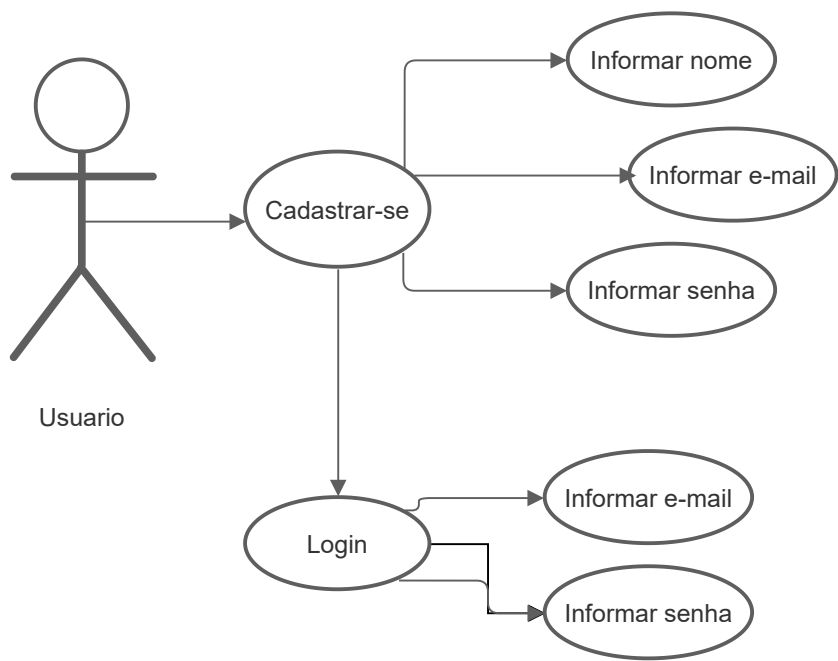 Informar nome
Informar e-mail
Cadastrar-se
Informar senha
Usuario
Informar e-mail
Login
Informar senha